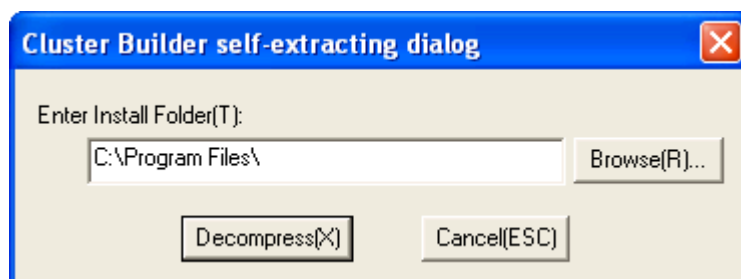 Cluster Builder self-extracting dialog
Enter Install Folder(T):
C:\Program Files\
Browse(R)...
Decompress(X)
Cancel(ESC)